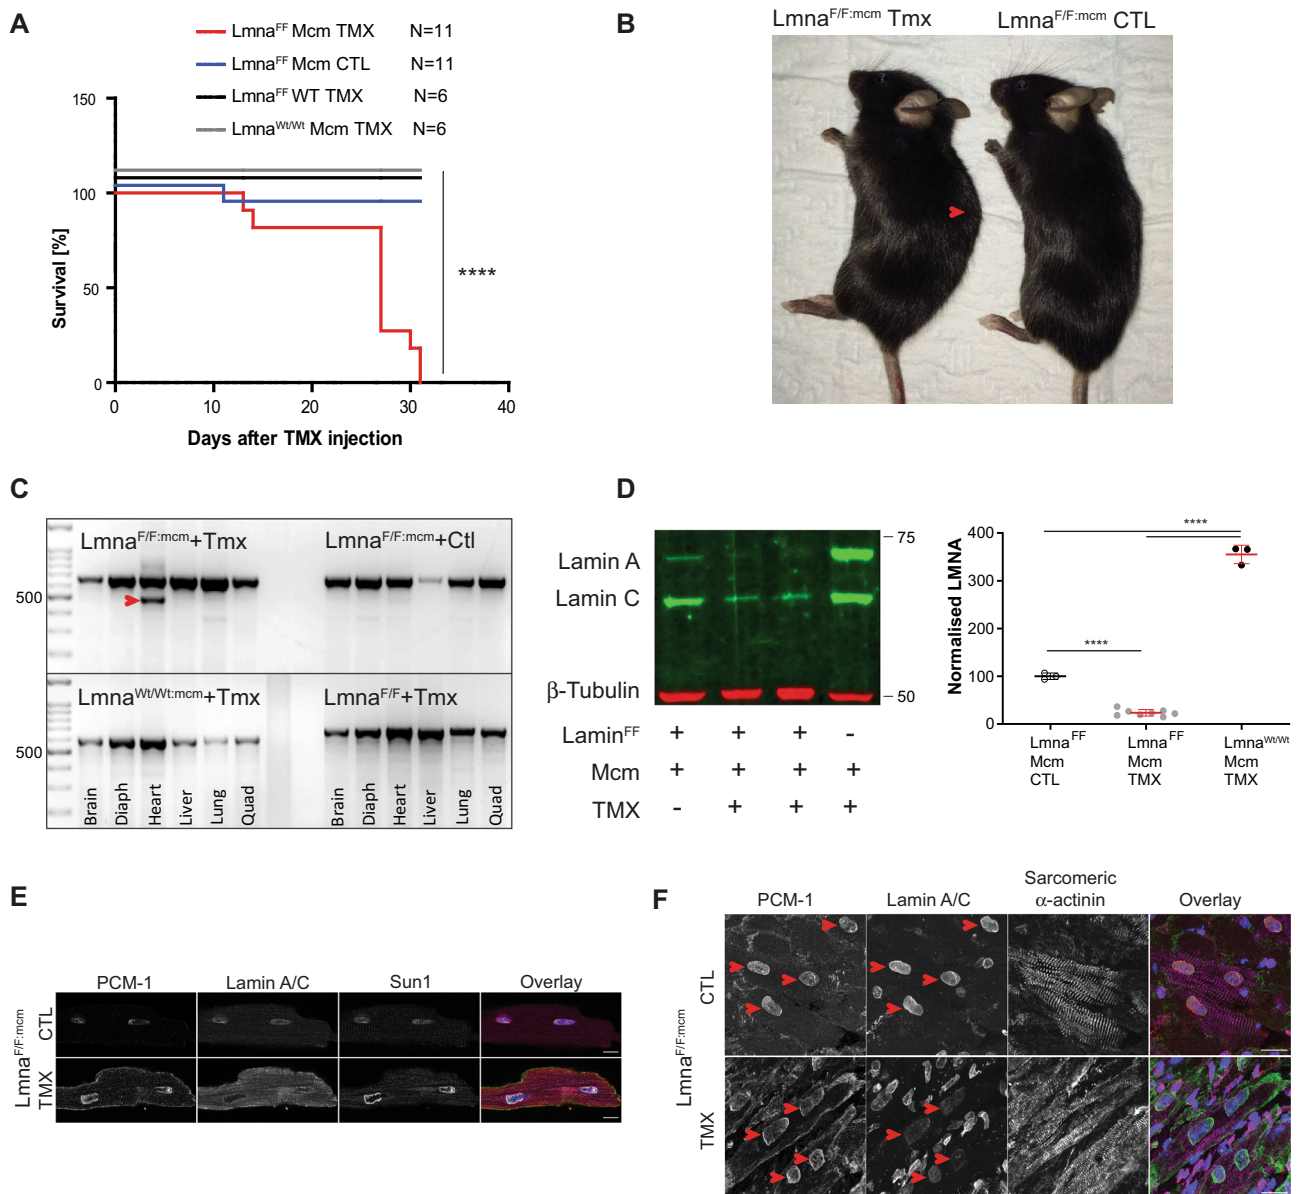 A
Lmna^FF Mcm TMX N=11
Lmna^FF Mcm CTL N=11
Lmna^FF WT TMX N=6
Lmna^Wt/Wt Mcm TMX N=6
150
100
50
0
Survival [%]
0 10 20 30 40
Days after TMX injection
****
B
Lmna^F/F:mcm Tmx Lmna^F/F:mcm CTL
C
Lmna^F/F:mcm+Tmx Lmna^F/F:mcm+Ctl
500
Lmna^Wt/Wt:mcm+Tmx Lmna^F/F+Tmx
500
Brain Diaph Heart Liver Lung Quad Brain Diaph Heart Liver Lung Quad
D
Lamin A
Lamin C
β-Tubulin
75
50
Lamin^FF + + + -
Mcm + + + +
TMX - + + +
Normalised LMNA
400
300
200
100
0
****
****
Lmna^FF Mcm CTL
Lmna^FF Mcm TMX
Lmna^Wt/Wt Mcm TMX
E
PCM-1 Lamin A/C Sun1 Overlay
Lmna^F/F:mcm
CTL
TMX
F
PCM-1 Lamin A/C Sarcomeric α-actinin Overlay
Lmna^F/F:mcm
CTL
TMX